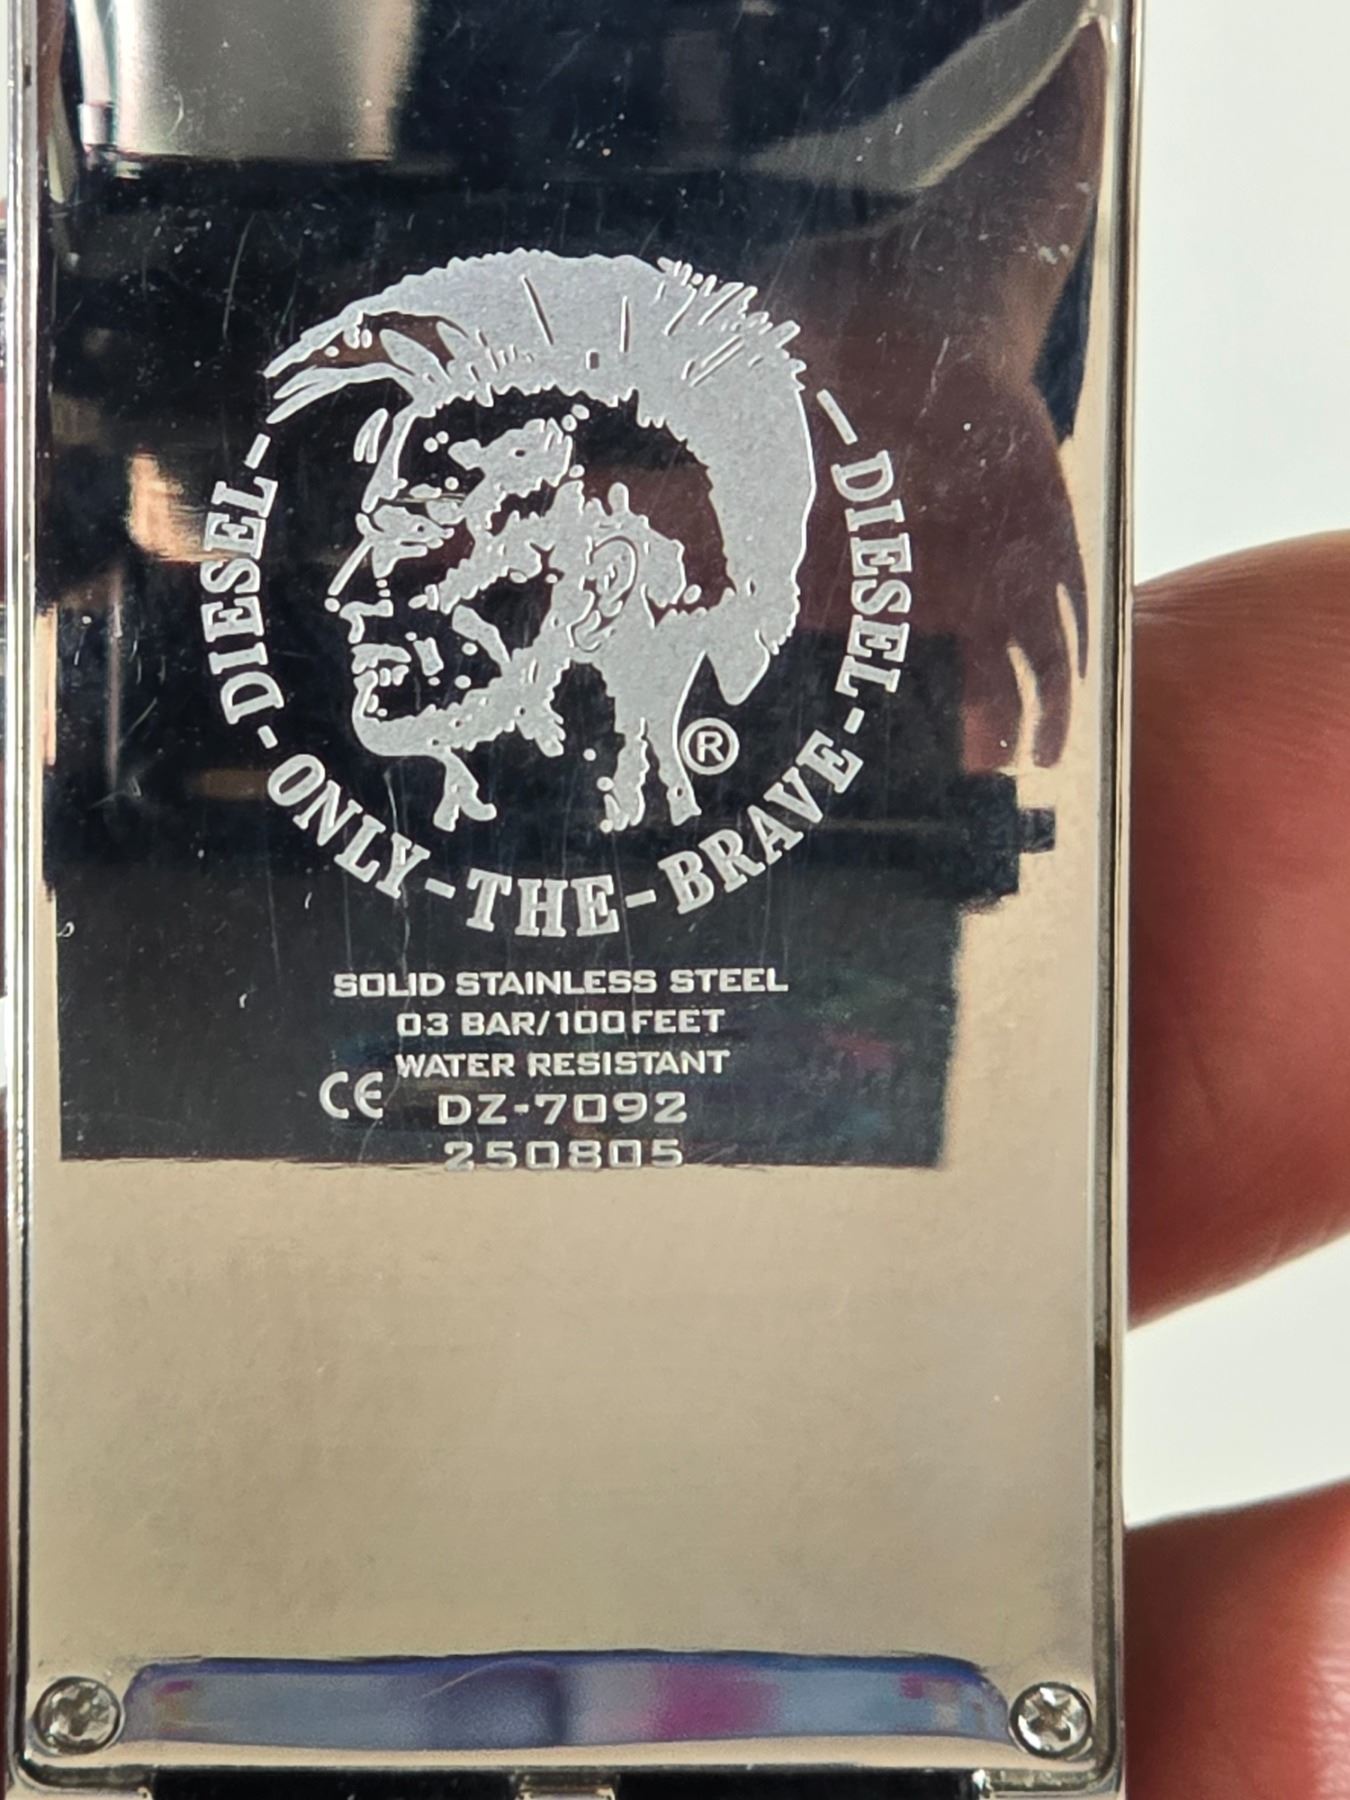 -DIESEL-ONLY-THE-BRAVE-DIESEL-
®
SOLID STAINLESS STEEL
03 BAR/100FEET
WATER RESISTANT
CE DZ-7092
250805